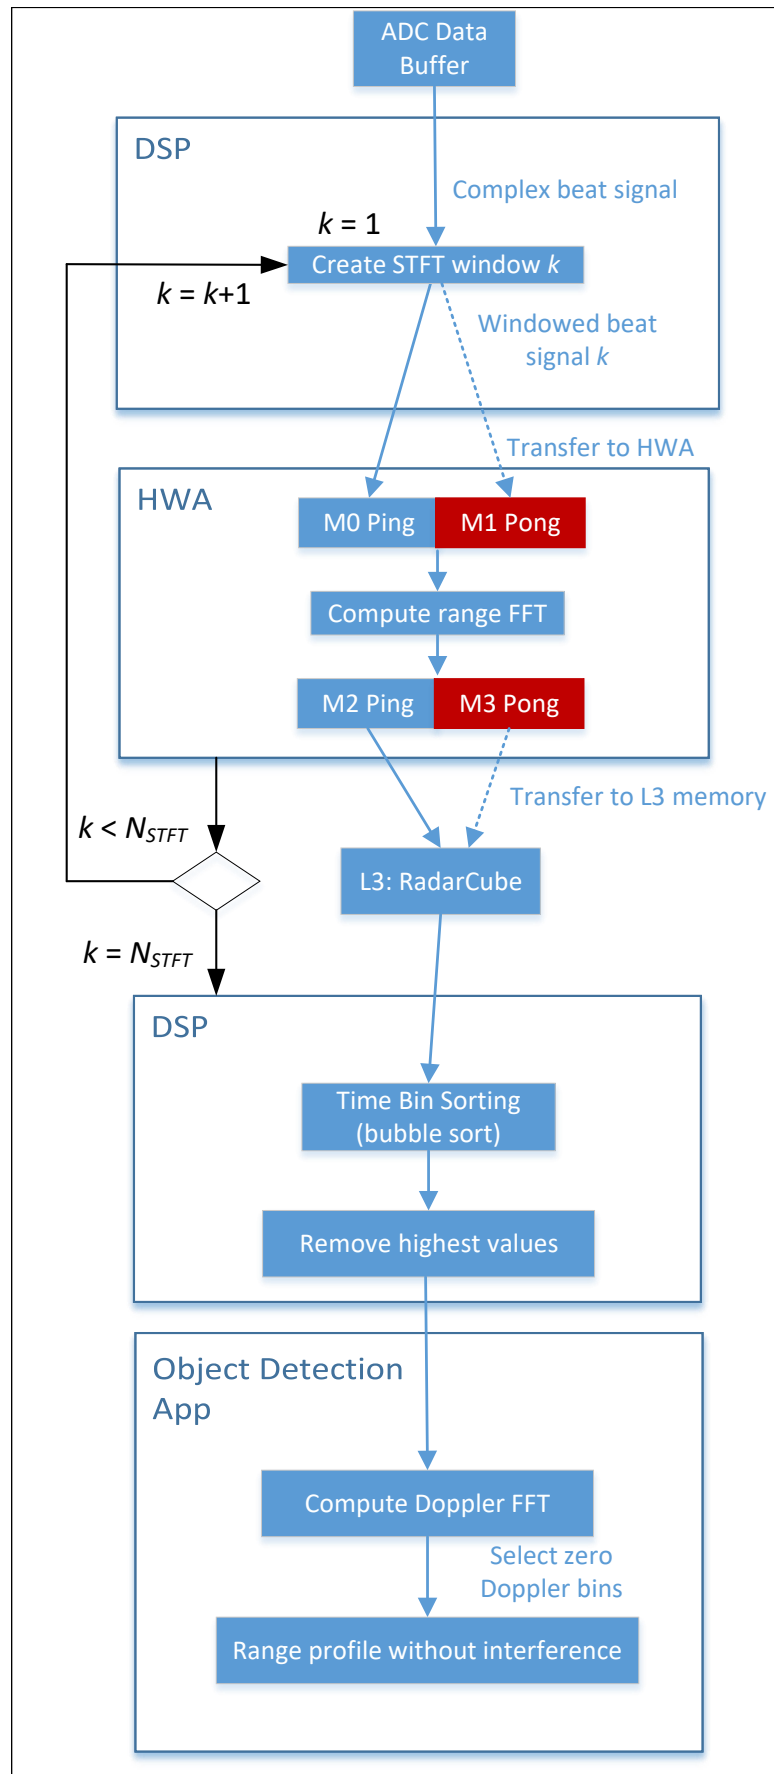 ADC Data
Buffer
DSP
Complex beat signal
k = 1
Create STFT window k
k = k+1
Windowed beat
signal k
Transfer to HWA
HWA
M0 Ping
M1 Pong
Compute range FFT
M2 Ping
M3 Pong
Transfer to L3 memory
k < NSTFT
L3: RadarCube
k = NSTFT
DSP
Time Bin Sorting
(bubble sort)
Remove highest values
Object Detection
App
Compute Doppler FFT
Select zero
Doppler bins
Range profile without interference